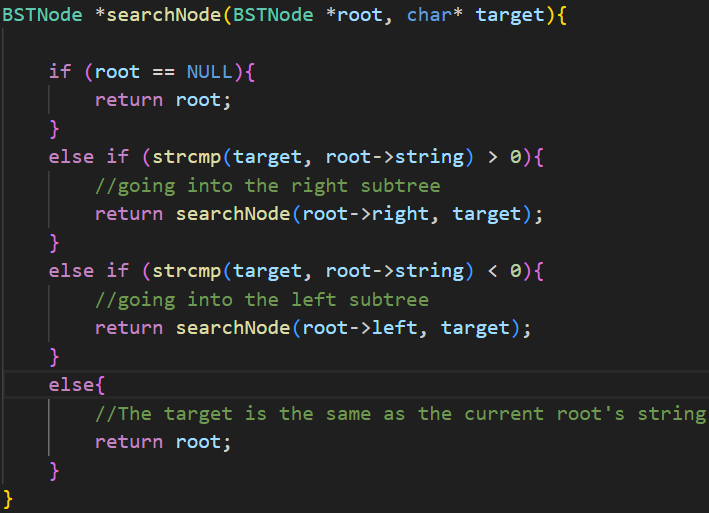 BSTNode *searchNode(BSTNode *root, char* target){
if (root == NULL){
return root;
}
else if (strcmp(target, root->string) > 0){
//going into the right subtree
return searchNode(root->right, target);
}
else if (strcmp(target, root->string) < 0){
//going into the left subtree
return searchNode(root->left, target);
}
else{
//The target is the same as the current root's string
return root;
}
}